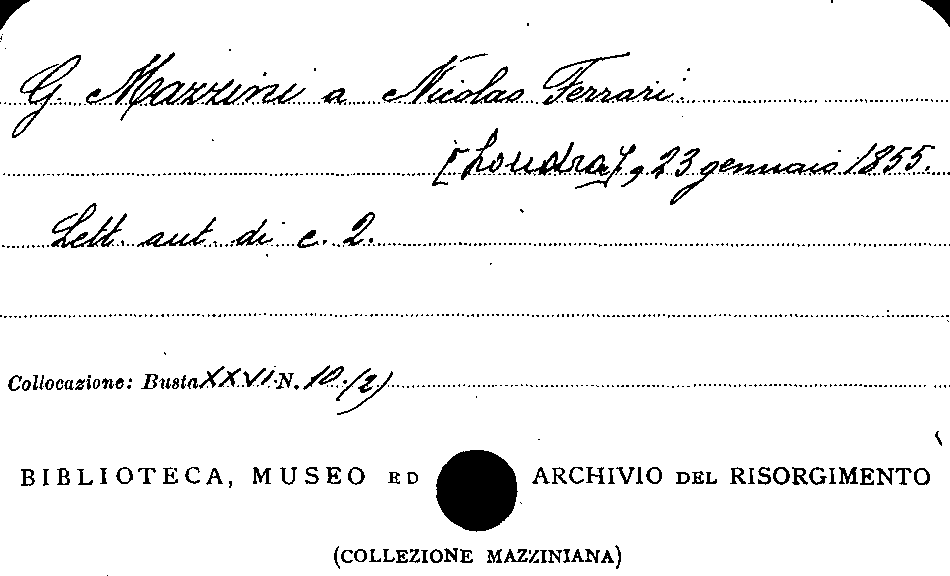 G. Mazzini a Nicolao Ferrari.
[Londra], 23 gennaio 1855.
Lett. aut. di c. 2.
Collocazione: Busta XXVI N. 10.(2)
BIBLIOTECA, MUSEO ED ARCHIVIO DEL RISORGIMENTO
(COLLEZIONE MAZZINIANA)